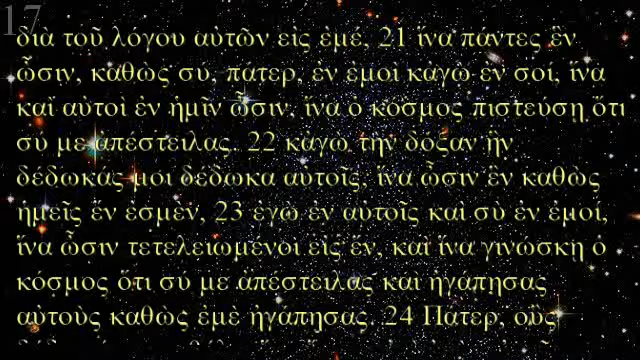 17
διὰ τοῦ λόγου αὐτῶν εἰς ἐμέ, 21 ἵνα πάντες ἓν
ὦσιν, καθὼς σύ, πάτερ, ἐν ἐμοὶ κἀγὼ ἐν σοί, ἵνα
καὶ αὐτοὶ ἐν ἡμῖν ὦσιν, ἵνα ὁ κόσμος πιστεύσῃ ὅτι
σύ με ἀπέστειλας. 22 κἀγὼ τὴν δόξαν ἣν
δέδωκάς μοι δέδωκα αὐτοῖς, ἵνα ὦσιν ἓν καθὼς
ἡμεῖς ἕν ἐσμεν, 23 ἐγὼ ἐν αὐτοῖς καὶ σὺ ἐν ἐμοί,
ἵνα ὦσιν τετελειωμένοι εἰς ἕν, καὶ ἵνα γινώσκῃ ὁ
κόσμος ὅτι σύ με ἀπέστειλας καὶ ἠγάπησας
αὐτοὺς καθὼς ἐμὲ ἠγάπησας. 24 Πάτερ, οὓς